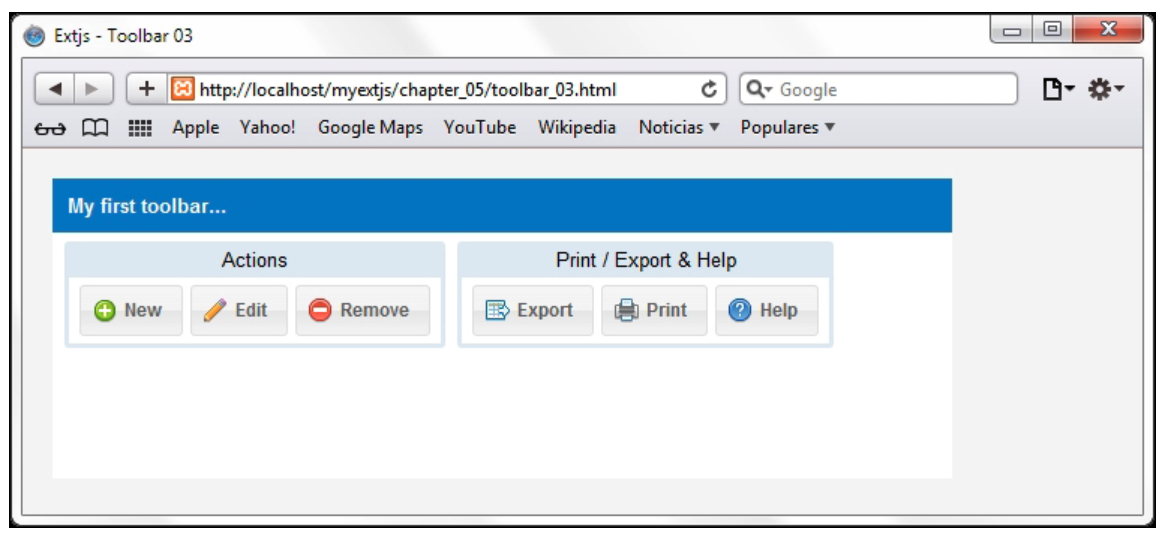 Extjs - Toolbar 03
http://localhost/myextjs/chapter_05/toolbar_03.html Google
Apple Yahoo! Google Maps YouTube Wikipedia Noticias Populares
My first toolbar...
Actions Print / Export & Help
New Edit Remove Export Print Help